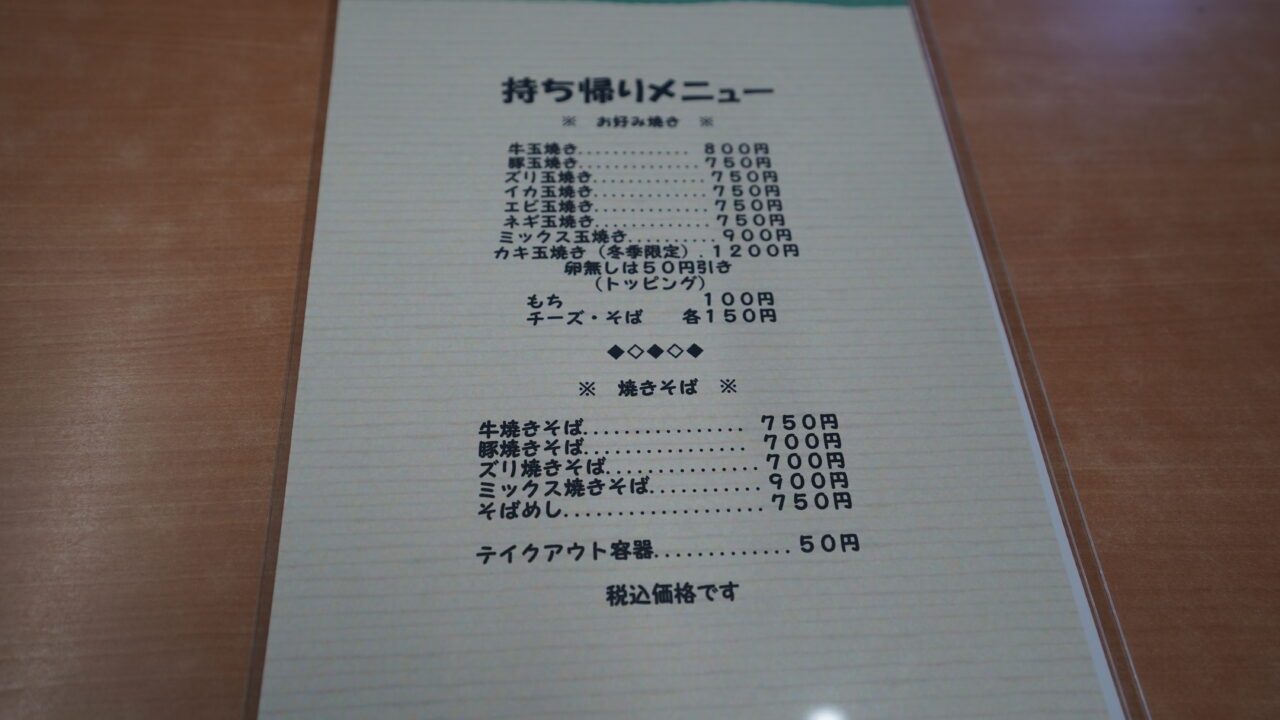 持ち帰りメニュー
※ お好み焼き ※
牛玉焼き............. 800円
豚玉焼き..............750円
ズリ玉焼き.............750円
イカ玉焼き.............750円
エビ玉焼き.............750円
ネギ玉焼き.............750円
ミックス玉焼き..........900円
カキ玉焼き（冬季限定）.1200円
卵無しは50円引き
（トッピング）
もち 100円
チーズ・そば 各150円
◆◇◆◇◆
※ 焼きそば ※
牛焼きそば................ 750円
豚焼きそば................ 700円
ズリ焼きそば...............700円
ミックス焼きそば...........900円
そばめし...................750円
テイクアウト容器.............50円
税込価格です